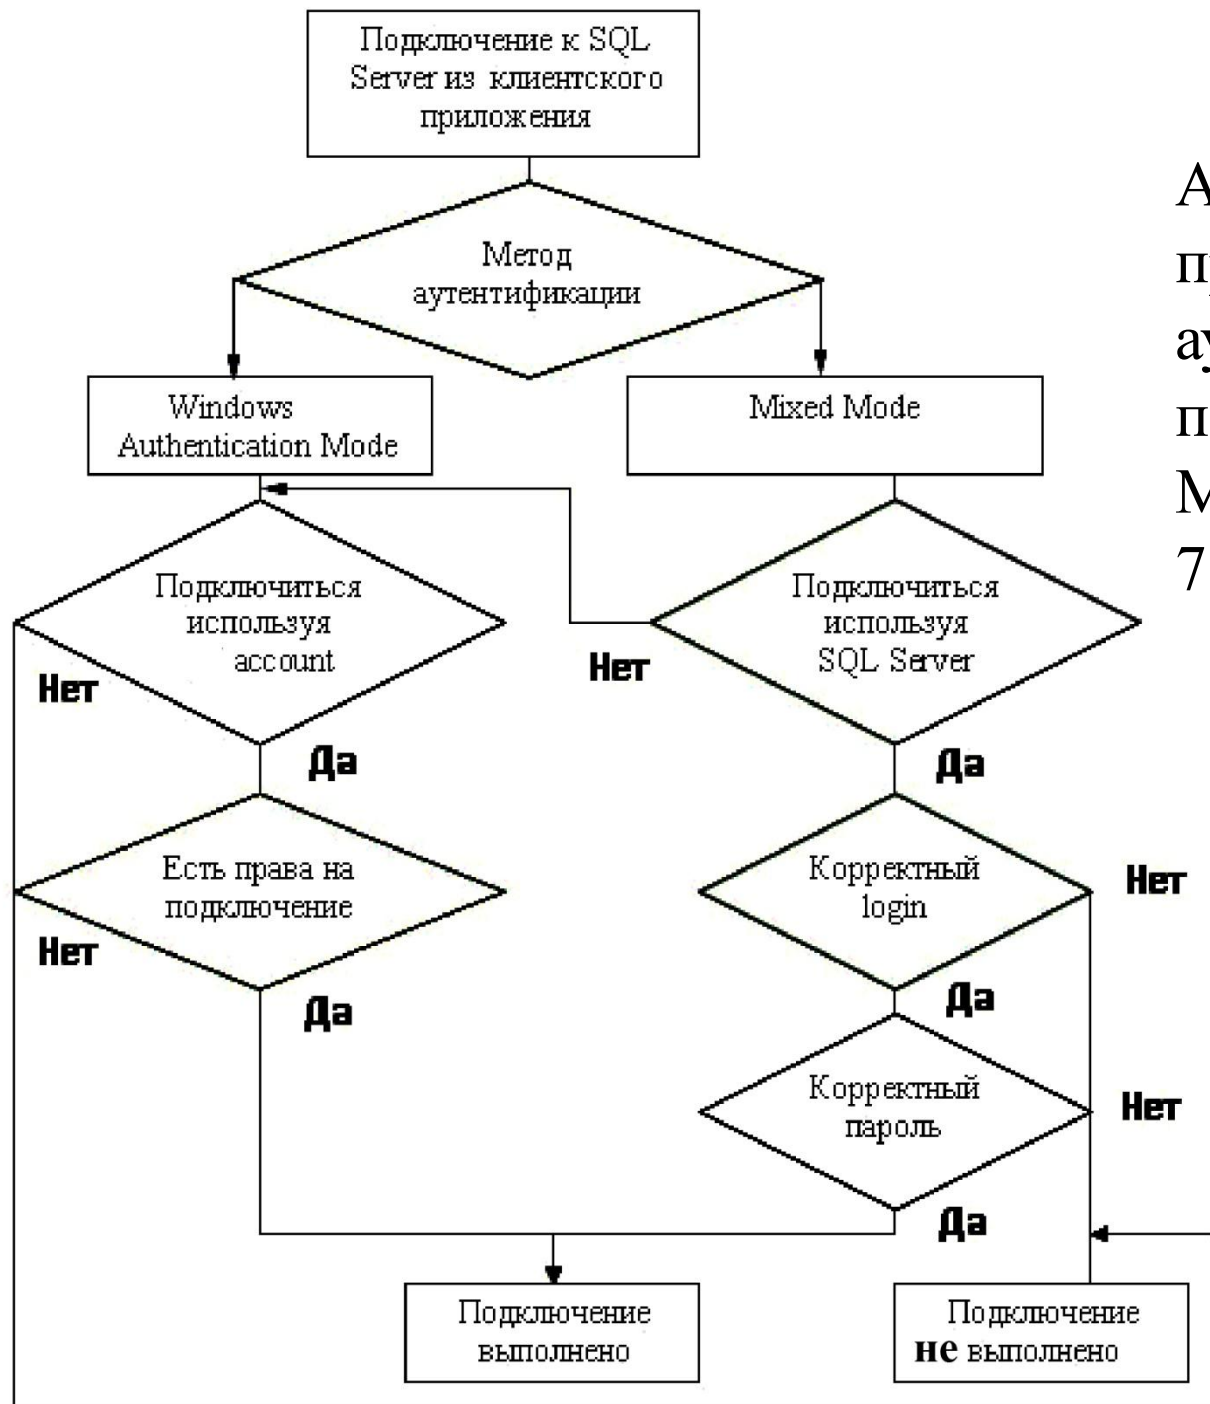 Подключение к SQL
Server из клиентского
приложения
Метод
аутентификации
Windows
Authentication Mode
Mixed Mode
Подключиться
используя
account
Нет
Да
Подключиться
используя
SQL Server
Нет
Да
Есть права на
подключение
Нет
Да
Корректный
login
Нет
Да
Корректный
пароль
Нет
Да
Подключение
выполнено
Подключение
не выполнено
7